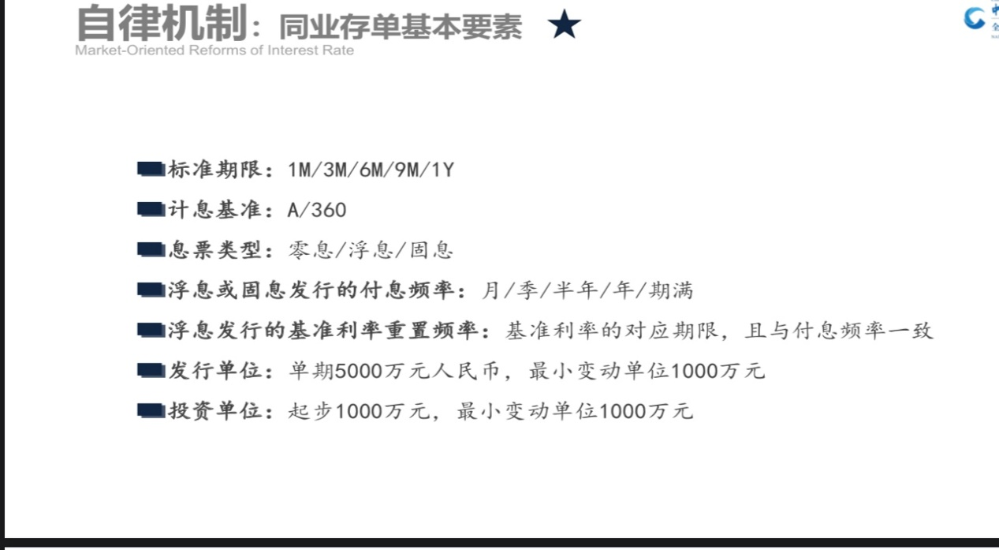 自律机制：同业存单基本要素
Market-Oriented Reforms of Interest Rate
标准期限：1M/3M/6M/9M/1Y
计息基准：A/360
息票类型：零息/浮息/固息
浮息或固息发行的付息频率：月/季/半年/年/期满
浮息发行的基准利率重置频率：基准利率的对应期限，且与付息频率一致
发行单位：单期5000万元人民币，最小变动单位1000万元
投资单位：起步1000万元，最小变动单位1000万元